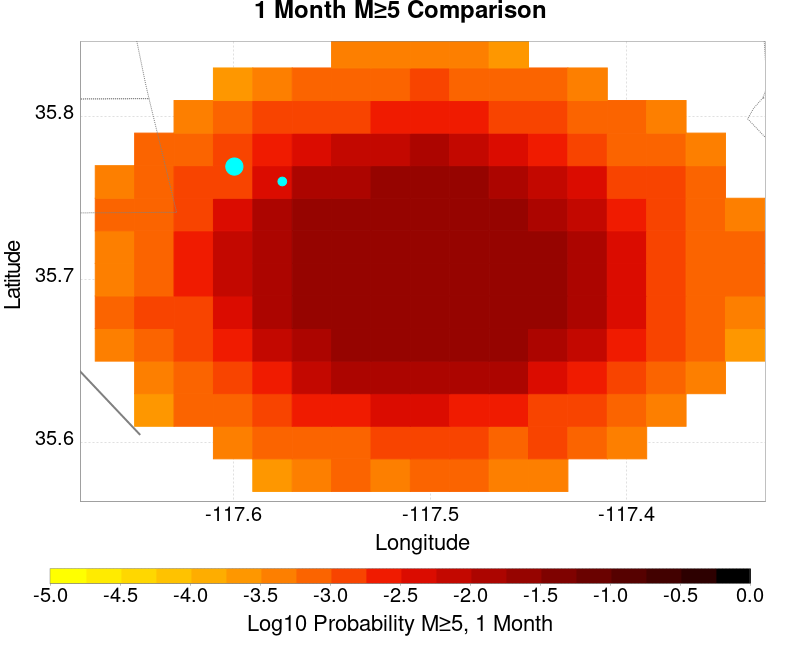 1 Month M≥5 Comparison
35.8
35.7
35.6
Latitude
-117.6 -117.5 -117.4
Longitude
-5.0 -4.5 -4.0 -3.5 -3.0 -2.5 -2.0 -1.5 -1.0 -0.5 0.0
Log10 Probability M≥5, 1 Month